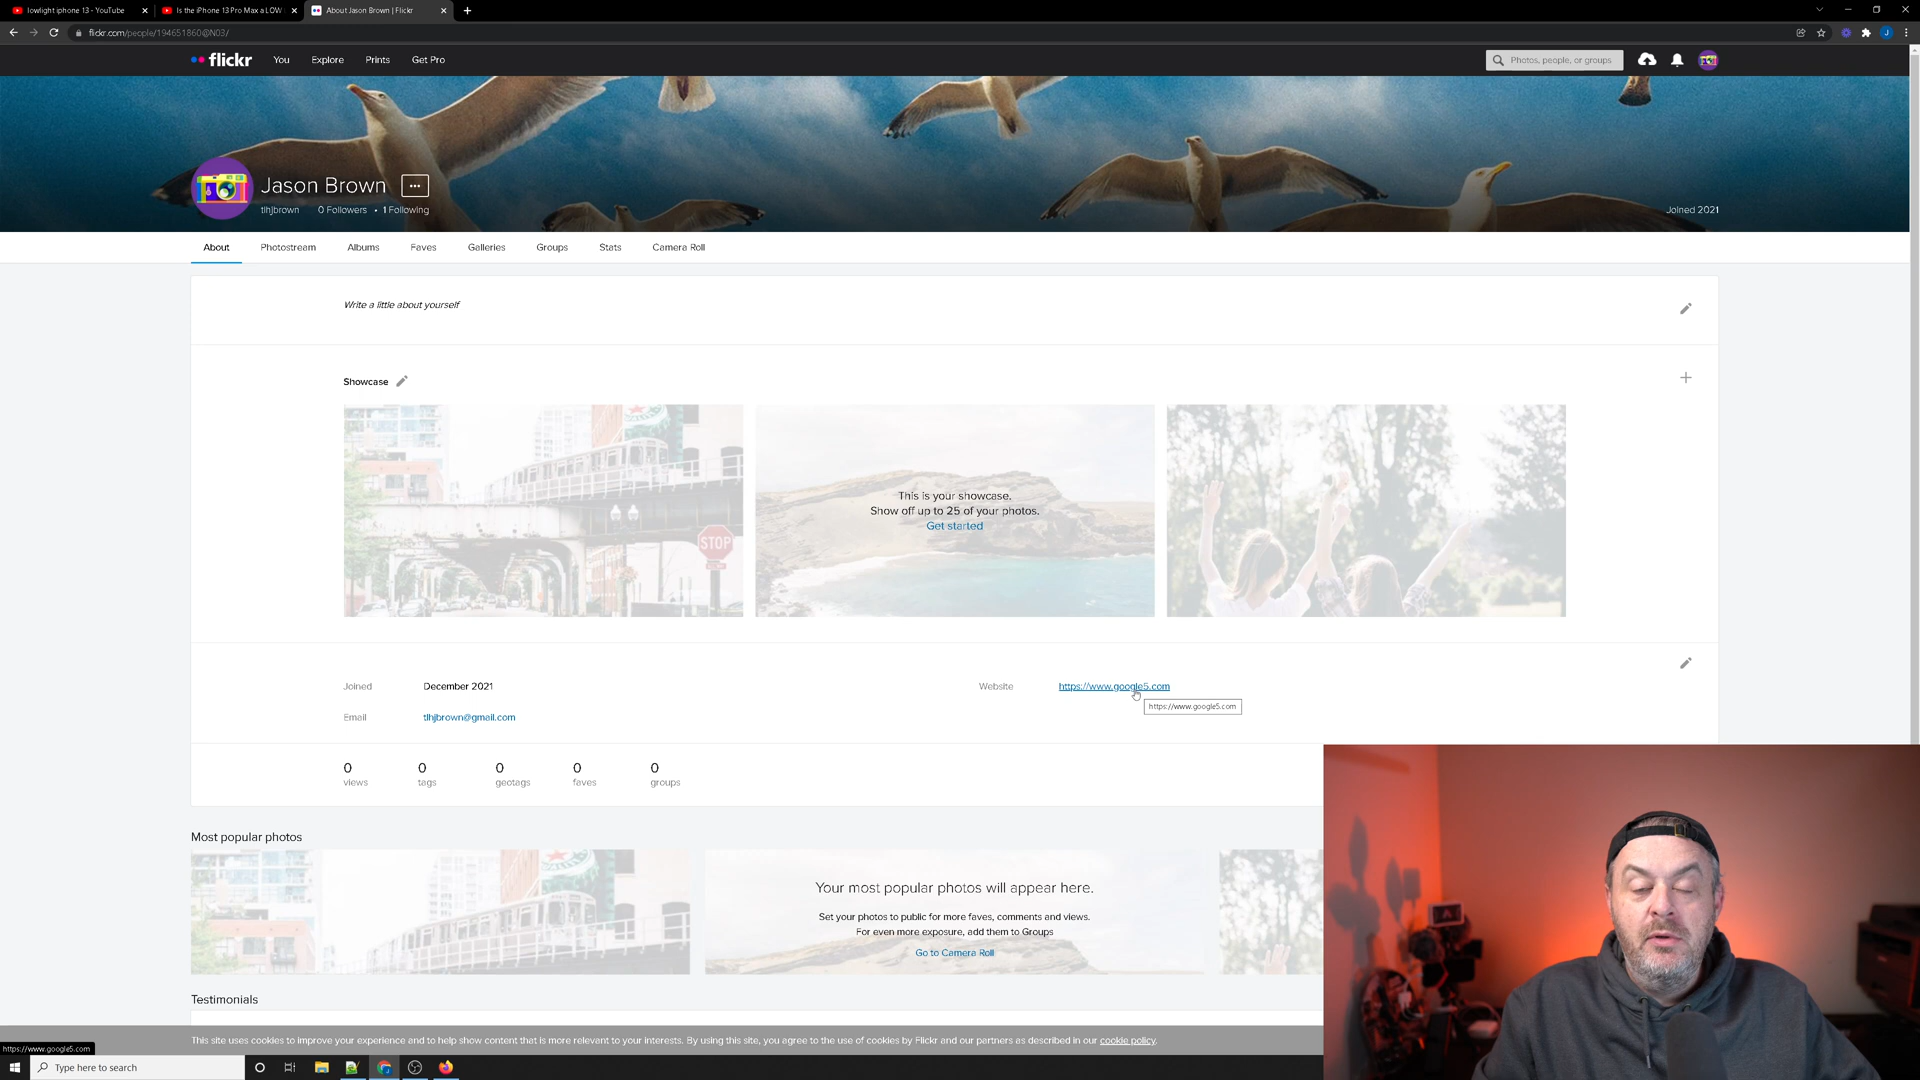 lowlight iphone 13 - YouTube
Is the iPhone 13 Pro Max a LOW
About Jason Brown | Flickr
flickr.com/people/194651860@N03/
flickr You Explore Prints Get Pro
Photos, people, or groups
Jason Brown
tlhjbrown 0 Followers • 1 Following
Joined 2021
About Photostream Albums Faves Galleries Groups Stats Camera Roll
Write a little about yourself
Showcase
STOP
This is your showcase.
Show off up to 25 of your photos.
Get started
Joined December 2021
Website https://www.google5.com
https://www.google5.com
Email tlhjbrown@gmail.com
0 0 0 0 0
views tags geotags faves groups
Most popular photos
Your most popular photos will appear here.
Set your photos to public for more faves, comments and views.
For even more exposure, add them to Groups
Go to Camera Roll
Testimonials
This site uses cookies to improve your experience and to help show content that is more relevant to your interests. By using this site, you agree to the use of cookies by Flickr and our partners as described in our cookie policy.
https://www.google5.com
Type here to search